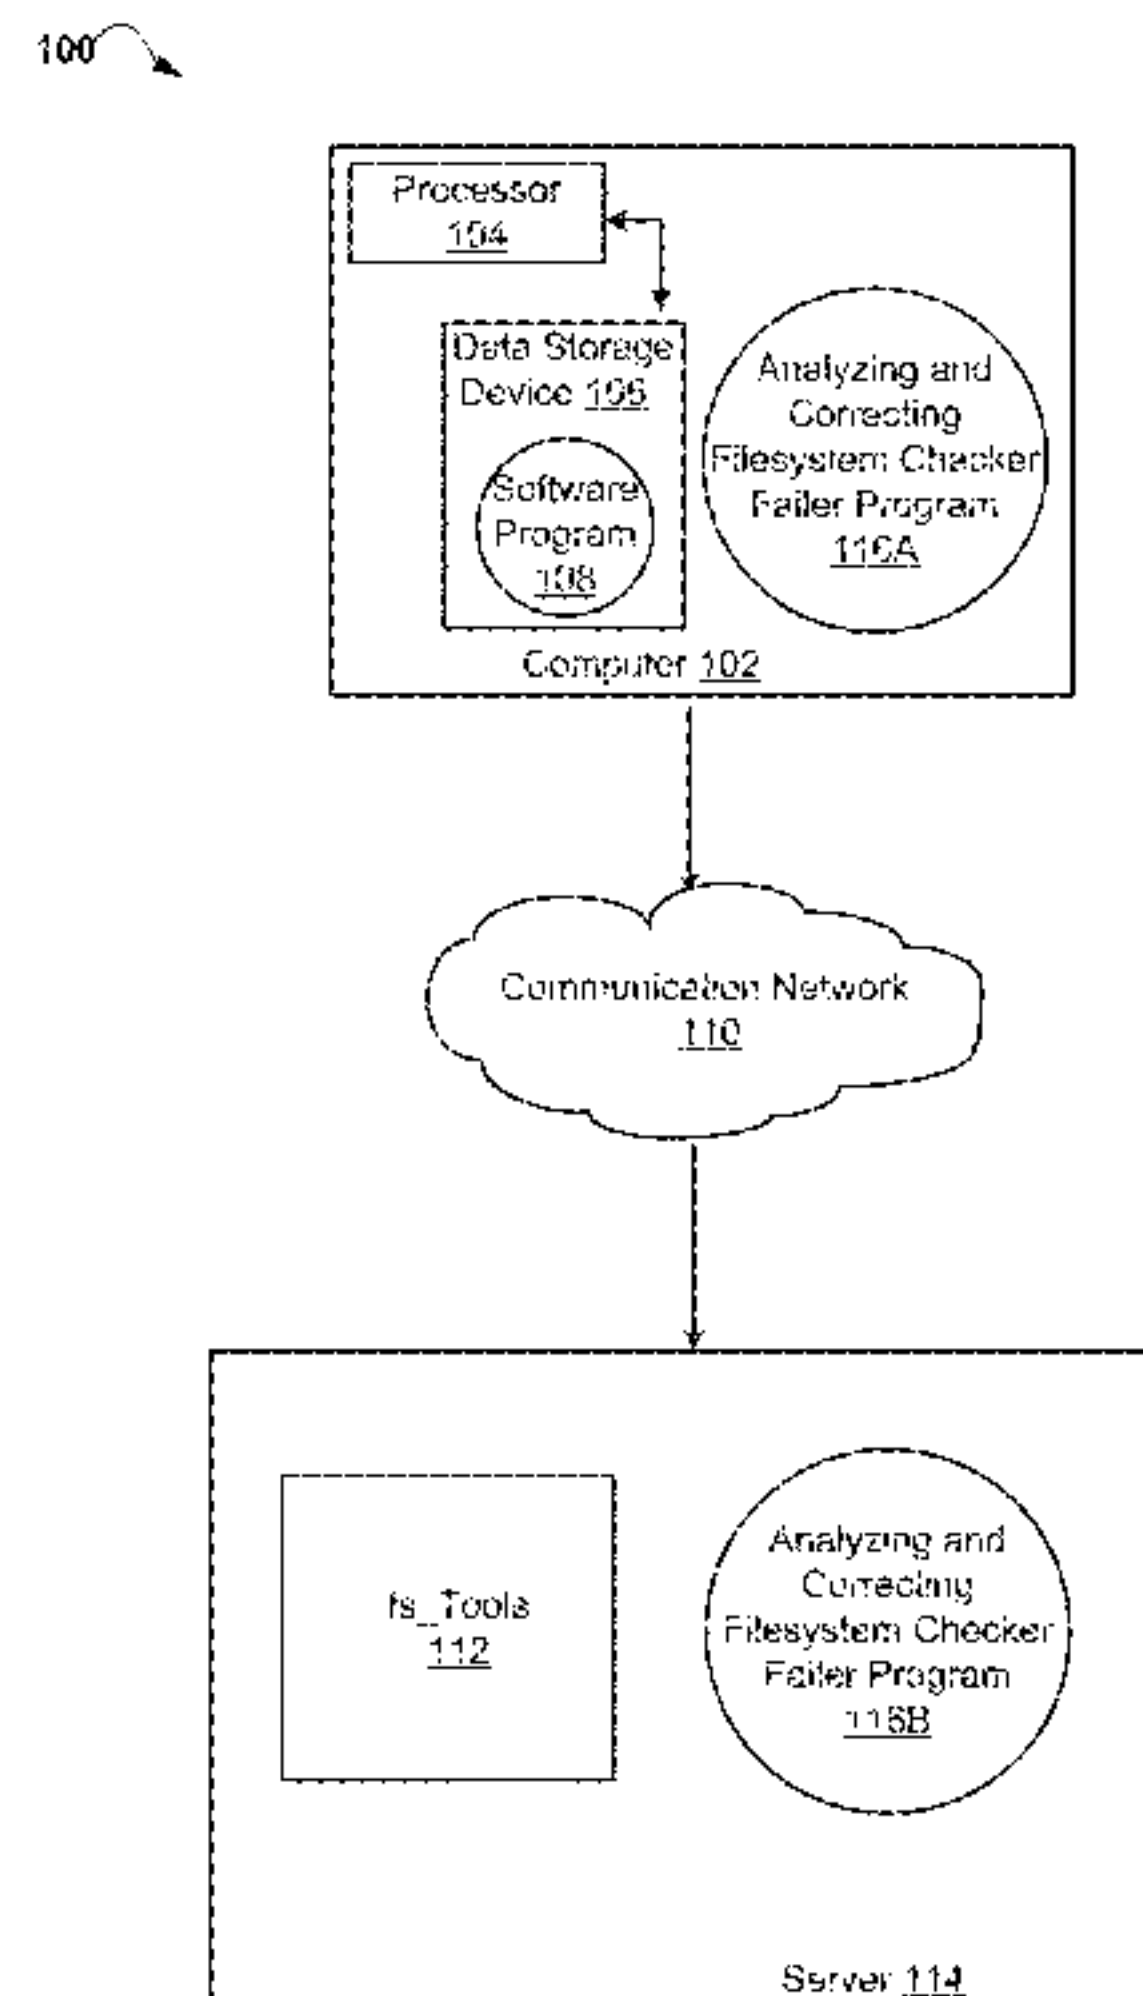 100
Processor
104
Data Storage
Device 106
Software
Program
108
Analyzing and
Correcting
Filesystem Checker
Failer Program
116A
Computer 102
Communication Network
110
fs_Tools
112
Analyzing and
Correcting
Filesystem Checker
Failer Program
116B
Server 114